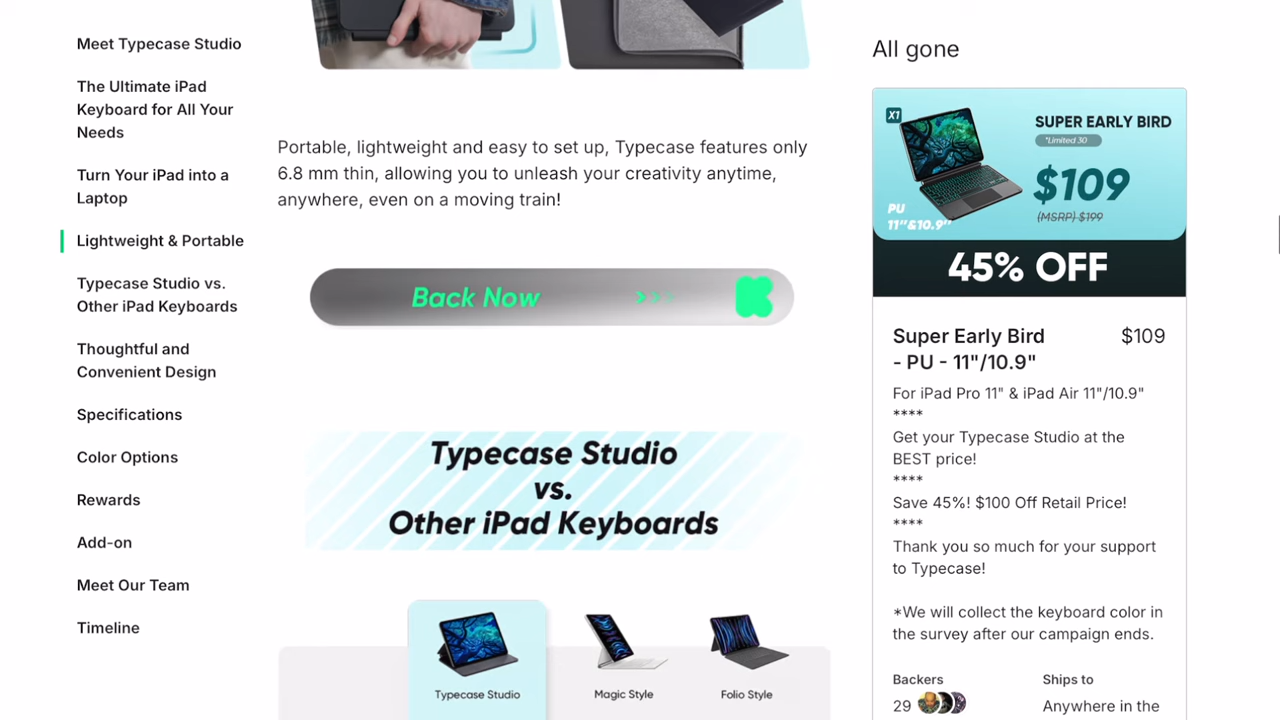 Meet Typecase Studio
The Ultimate iPad
Keyboard for All Your
Needs
Turn Your iPad into a
Laptop
Lightweight & Portable
Typecase Studio vs.
Other iPad Keyboards
Thoughtful and
Convenient Design
Specifications
Color Options
Rewards
Add-on
Meet Our Team
Timeline
Portable, lightweight and easy to set up, Typecase features only
6.8 mm thin, allowing you to unleash your creativity anytime,
anywhere, even on a moving train!
Back Now
Typecase Studio
vs.
Other iPad Keyboards
Typecase Studio
Magic Style
Folio Style
All gone
X1
SUPER EARLY BIRD
*Limited 30
$109
(MSRP) $199
PU
11"&10.9"
45% OFF
Super Early Bird $109
- PU - 11"/10.9"
For iPad Pro 11" & iPad Air 11"/10.9"
****
Get your Typecase Studio at the
BEST price!
****
Save 45%! $100 Off Retail Price!
****
Thank you so much for your support
to Typecase!
*We will collect the keyboard color in
the survey after our campaign ends.
Backers Ships to
29 Anywhere in the